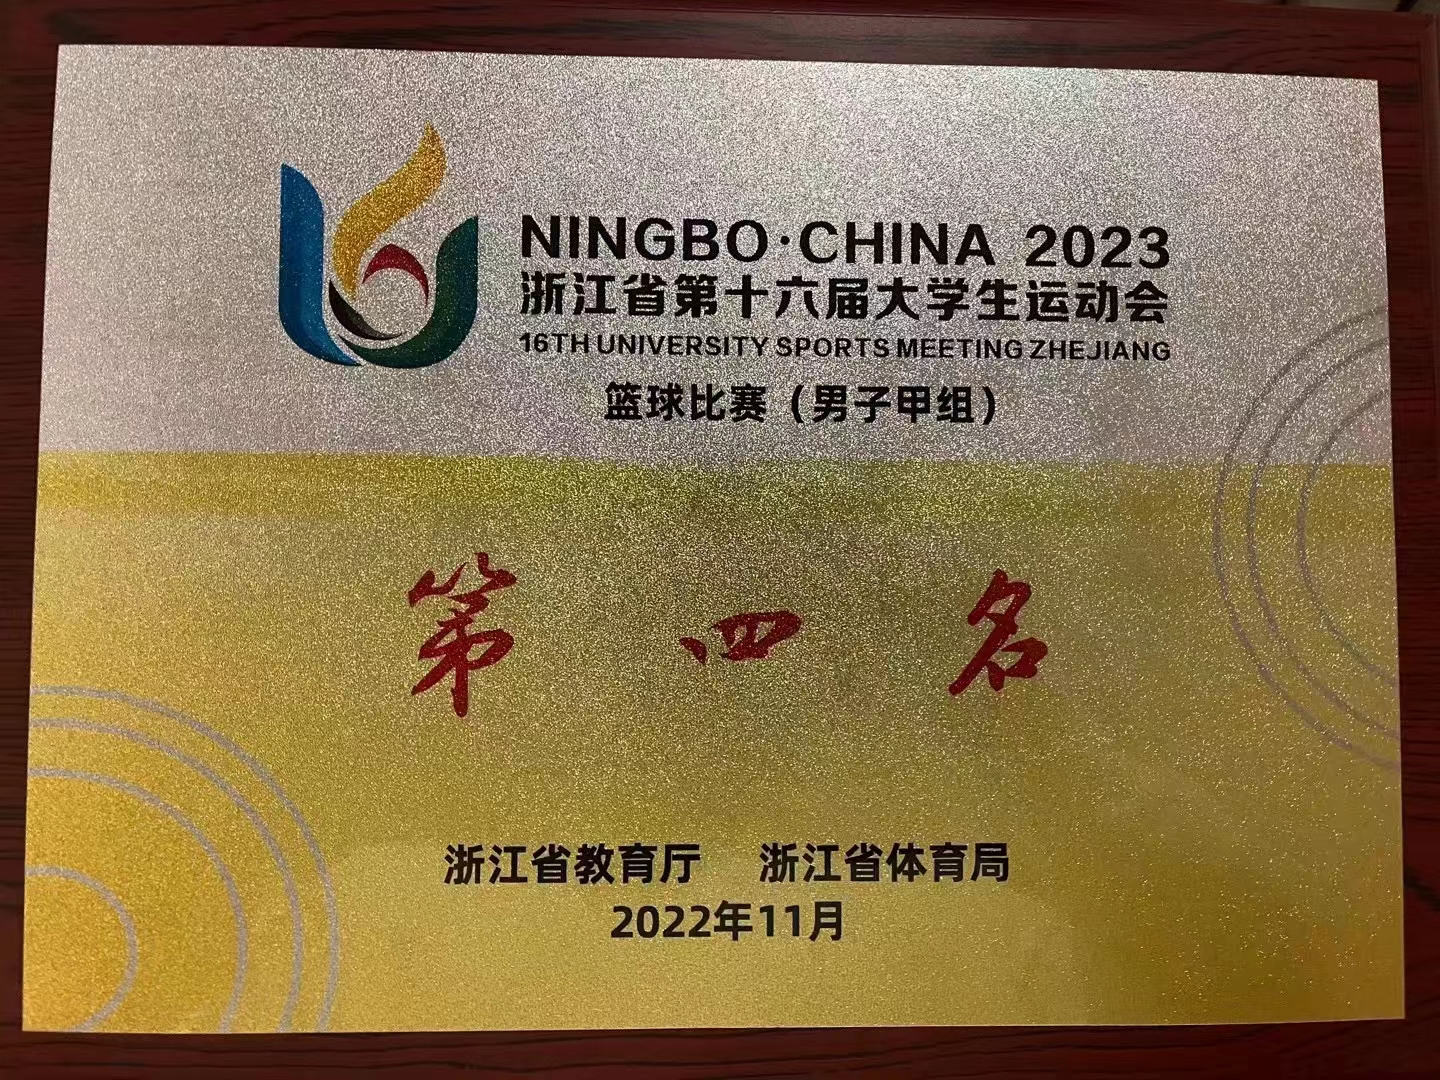 NINGBO·CHINA 2023
浙江省第十六届大学生运动会
16TH UNIVERSITY SPORTS MEETING ZHEJIANG
篮球比赛（男子甲组）
第四名
浙江省教育厅 浙江省体育局
2022年11月